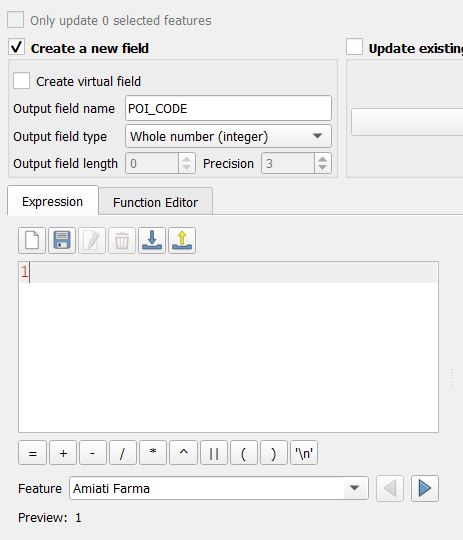 Only update 0 selected features
Create a new field
Update existing
Create virtual field
Output field name POI_CODE
Output field type Whole number (integer)
Output field length 0 Precision 3
Expression Function Editor
1
= + - / * ^ || ( ) '\n'
Feature Amiati Farma
Preview: 1